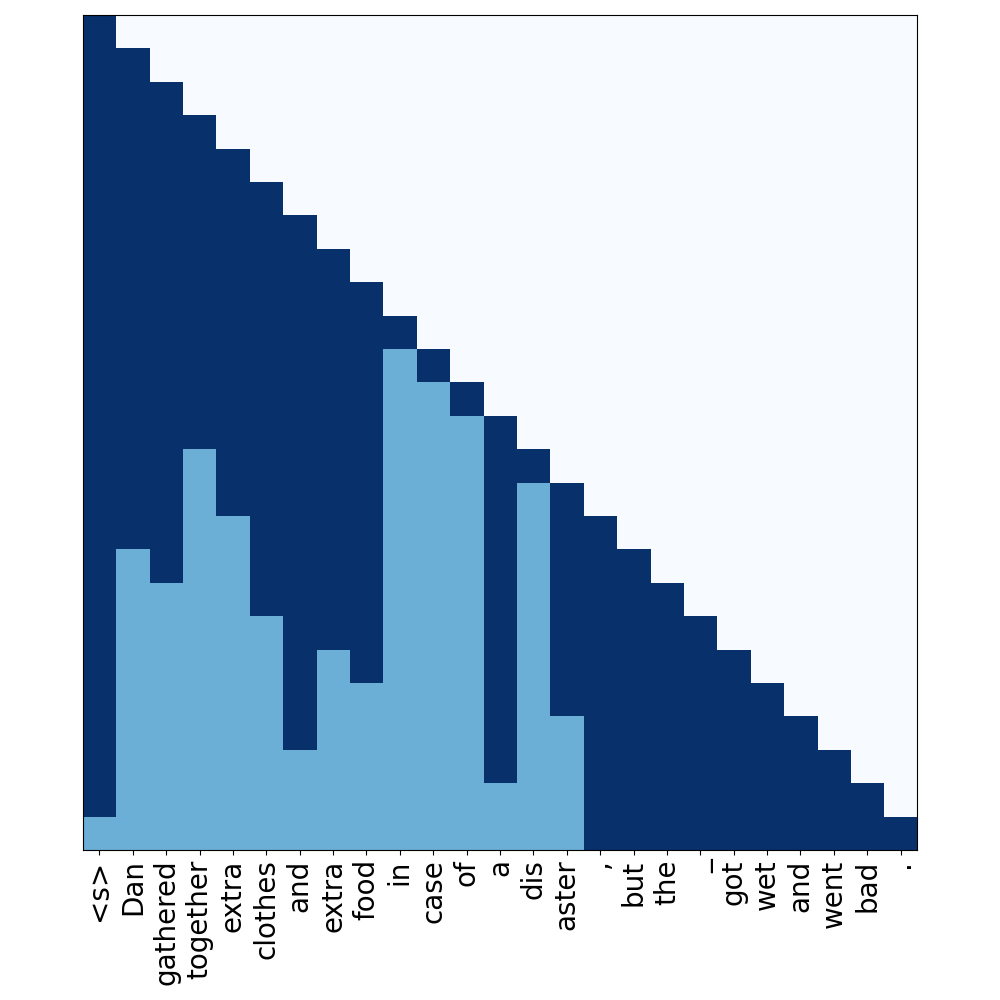 <s> Dan gathered together extra clothes and extra food in case of a dis aster , but the _ got wet and went bad .